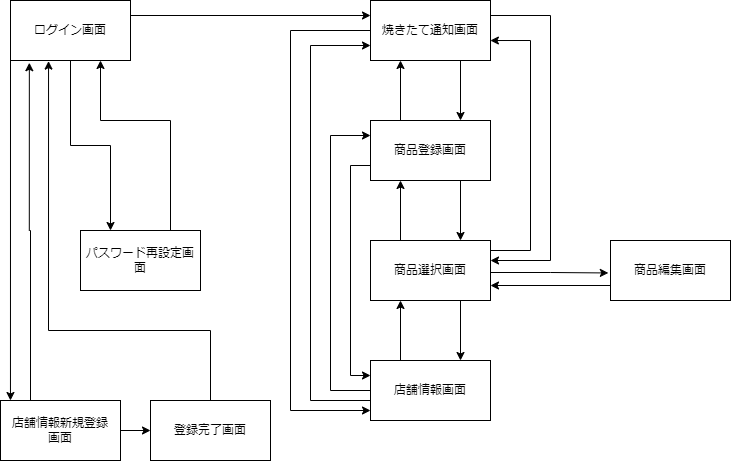 ログイン画面
焼きたて通知画面
商品登録画面
パスワード再設定画
面
商品選択画面
商品編集画面
店舗情報画面
店舗情報新規登録
画面
登録完了画面